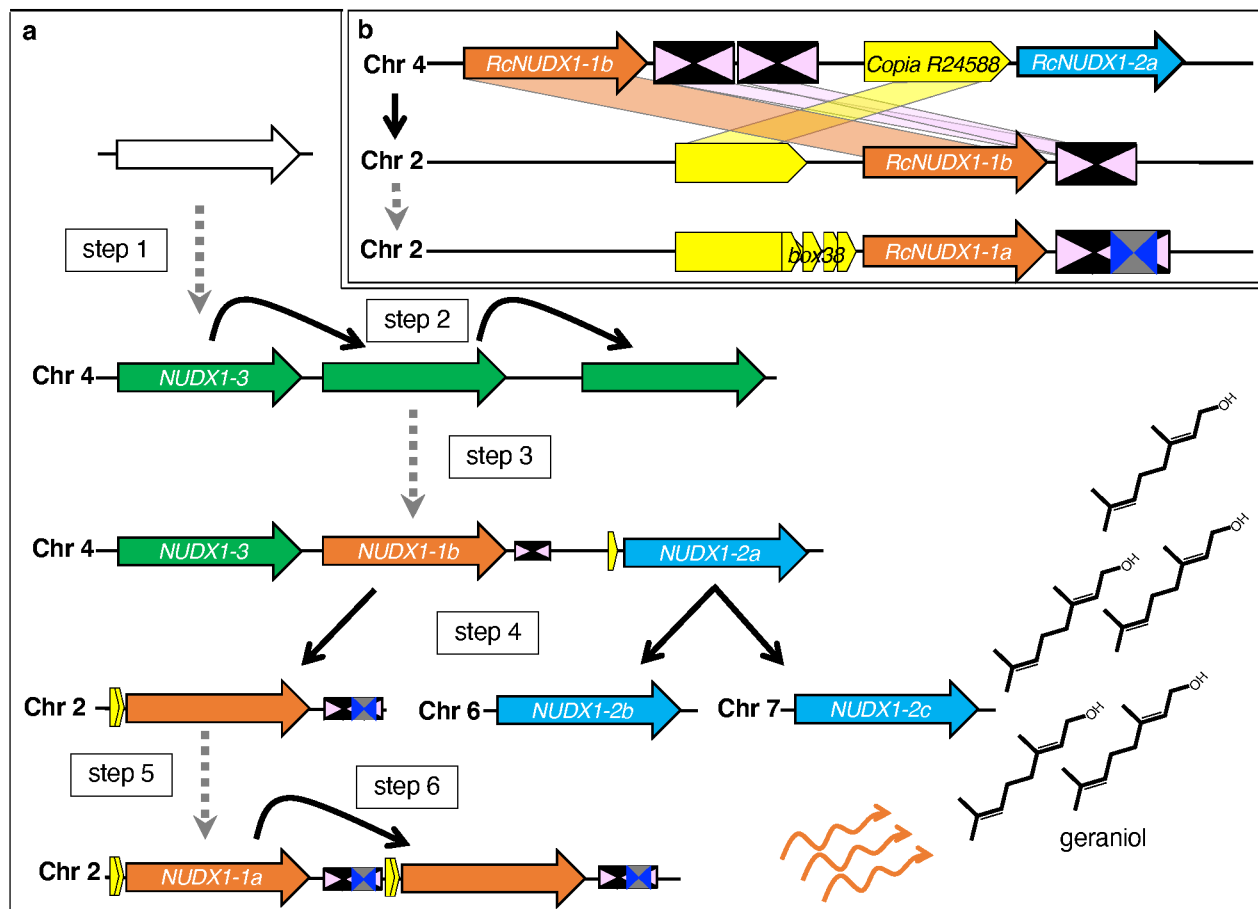 a
b
Chr 4
RcNUDX1-1b
Copia R24588
RcNUDX1-2a
Chr 2
RcNUDX1-1b
Chr 2
box38
RcNUDX1-1a
step 1
step 2
Chr 4
NUDX1-3
step 3
Chr 4
NUDX1-3
NUDX1-1b
NUDX1-2a
step 4
Chr 2
Chr 6
NUDX1-2b
Chr 7
NUDX1-2c
step 5
step 6
Chr 2
NUDX1-1a
OH
OH
OH
OH
OH
geraniol